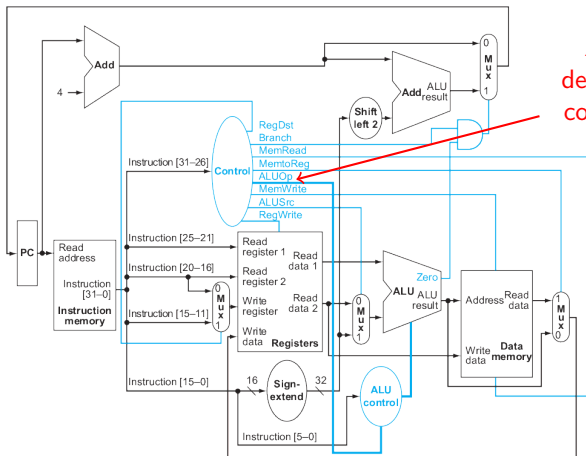 0
M
u
x
1
Add
4
Add
ALU
result
Shift
left 2
RegDst
Branch
MemRead
MemtoReg
ALUOp
MemWrite
ALUSrc
RegWrite
Control
Instruction [31–26]
de
co
PC
Read
address
Instruction
[31–0]
Instruction
memory
Instruction [25–21]
Instruction [20–16]
Instruction [15–11]
0
M
u
x
1
Read
register 1
Read
register 2
Write
register
Write
data
Read
data 1
Read
data 2
Registers
0
M
u
x
1
Zero
ALU
ALU
result
Address
Read
data
Write
data
Data
memory
1
M
u
x
0
Instruction [15–0]
16
Sign-
extend
32
ALU
control
Instruction [5–0]